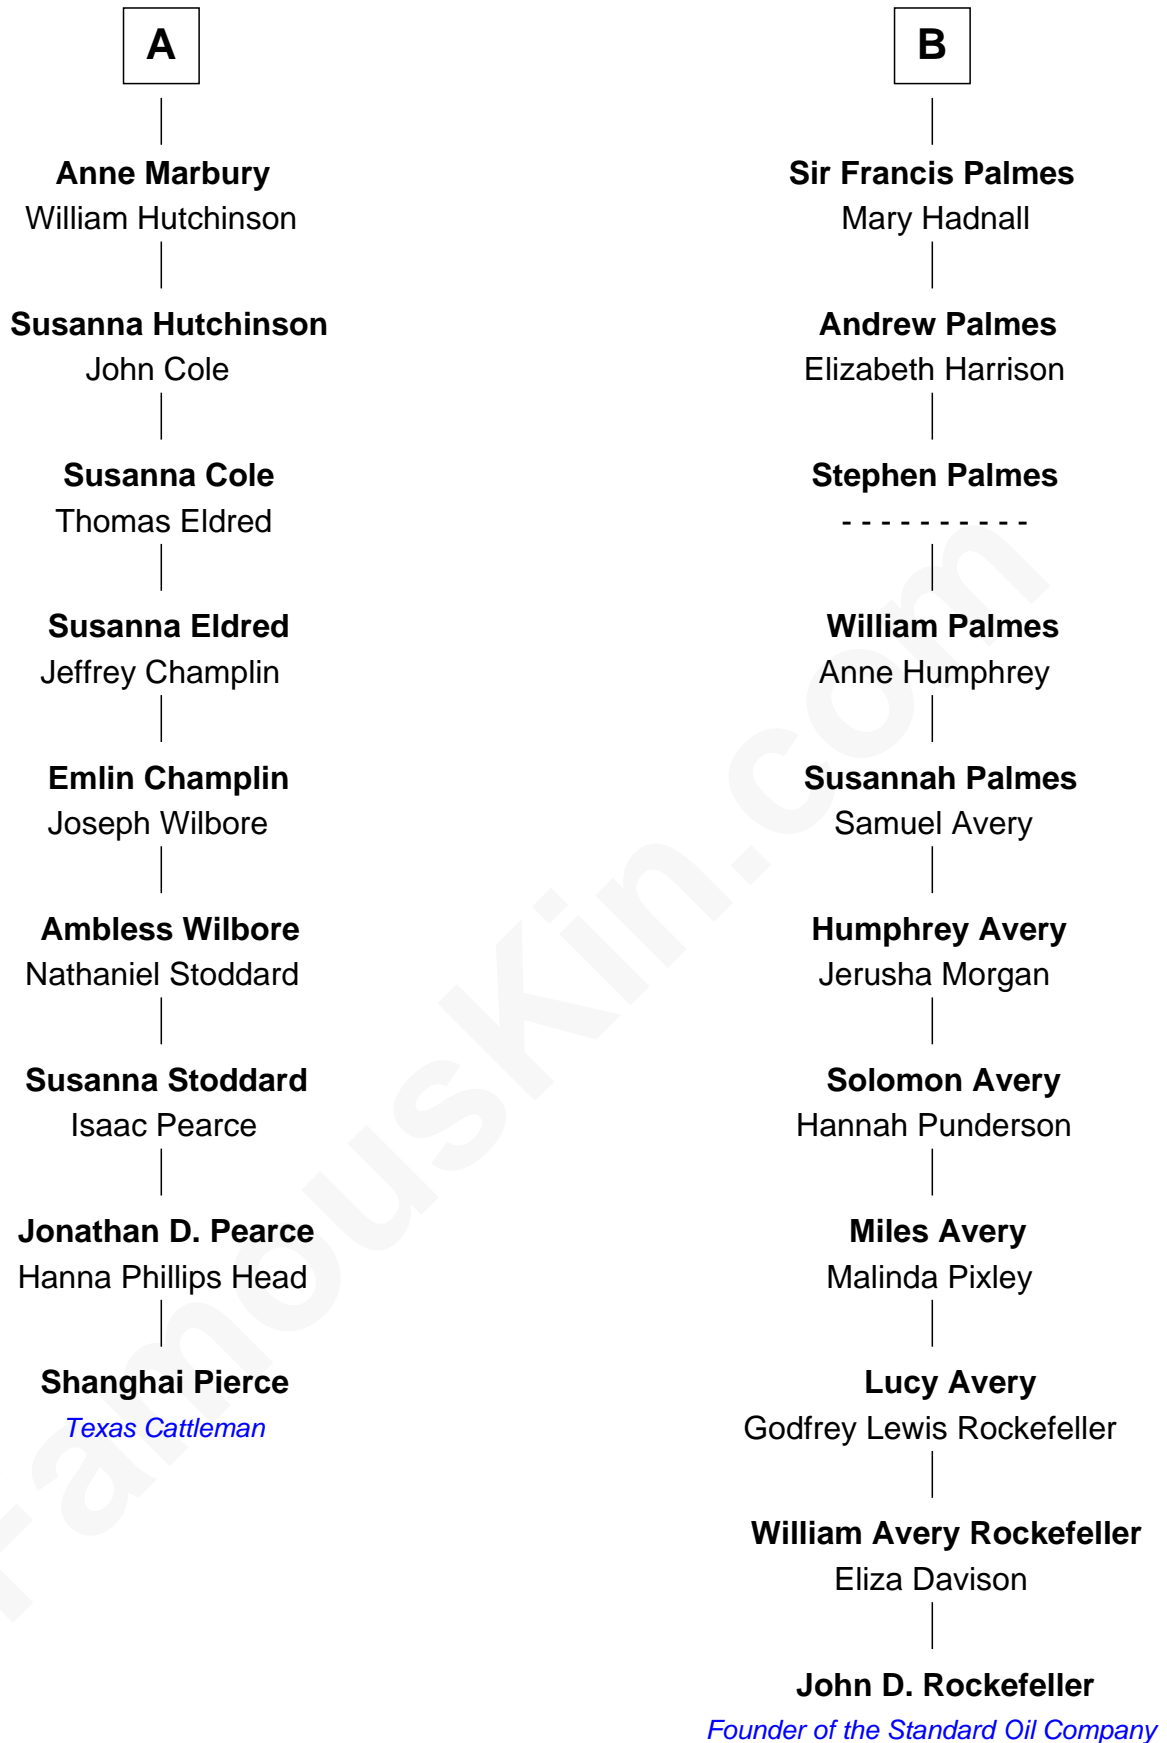 A
Anne Marbury
William Hutchinson
Susanna Hutchinson
John Cole
Susanna Cole
Thomas Eldred
Susanna Eldred
Jeffrey Champlin
Emlin Champlin
Joseph Wilbore
Ambless Wilbore
Nathaniel Stoddard
Susanna Stoddard
Isaac Pearce
Jonathan D. Pearce
Hanna Phillips Head
Shanghai Pierce
Texas Cattleman
B
Sir Francis Palmes
Mary Hadnall
Andrew Palmes
Elizabeth Harrison
Stephen Palmes
- - - - - - - - - -
William Palmes
Anne Humphrey
Susannah Palmes
Samuel Avery
Humphrey Avery
Jerusha Morgan
Solomon Avery
Hannah Punderson
Miles Avery
Malinda Pixley
Lucy Avery
Godfrey Lewis Rockefeller
William Avery Rockefeller
Eliza Davison
John D. Rockefeller
Founder of the Standard Oil Company
FamousKin.com